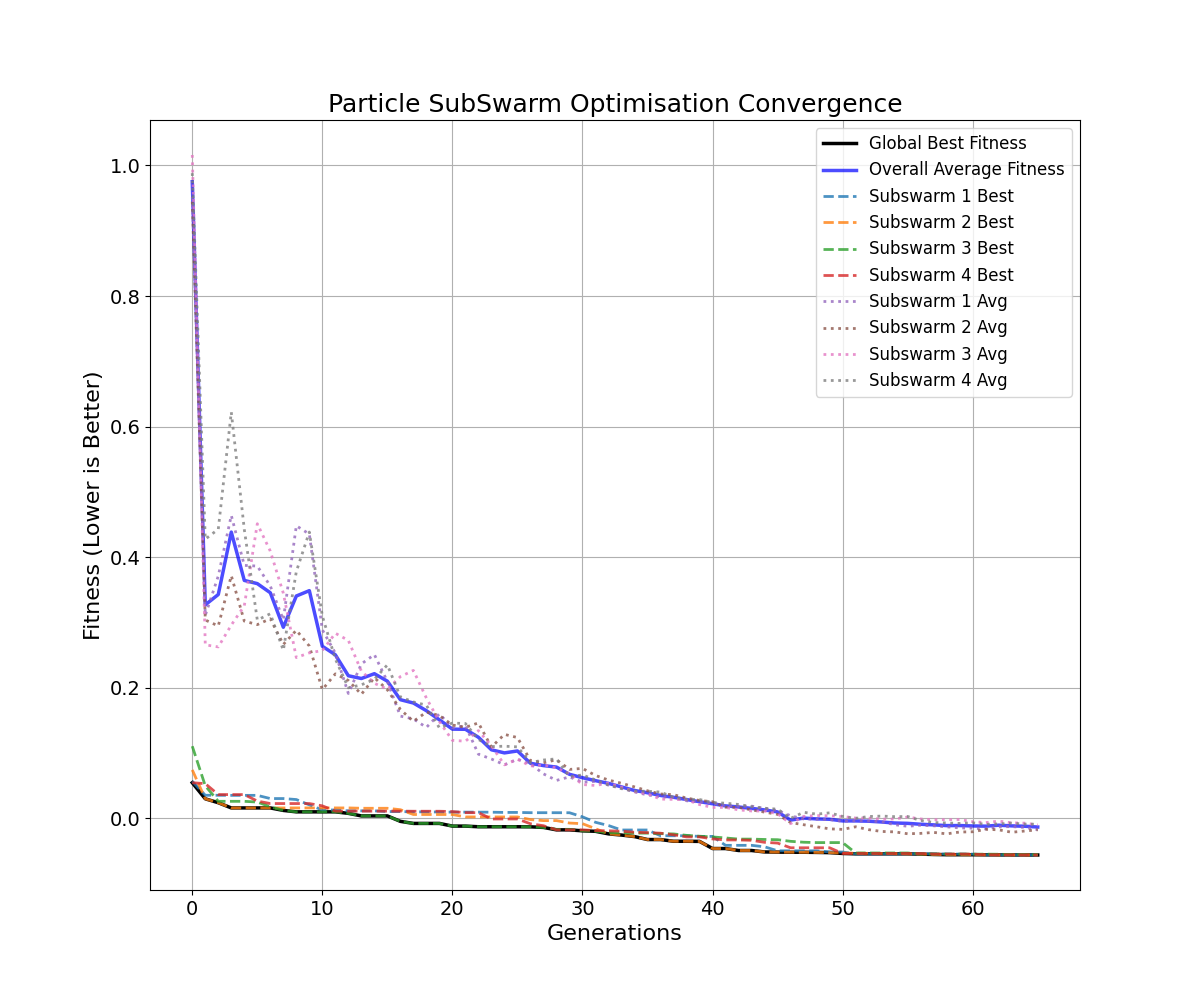 Particle SubSwarm Optimisation Convergence
Fitness (Lower is Better)
1.0
0.8
0.6
0.4
0.2
0.0
Global Best Fitness
Overall Average Fitness
Subswarm 1 Best
Subswarm 2 Best
Subswarm 3 Best
Subswarm 4 Best
Subswarm 1 Avg
Subswarm 2 Avg
Subswarm 3 Avg
Subswarm 4 Avg
0 10 20 30 40 50 60
Generations